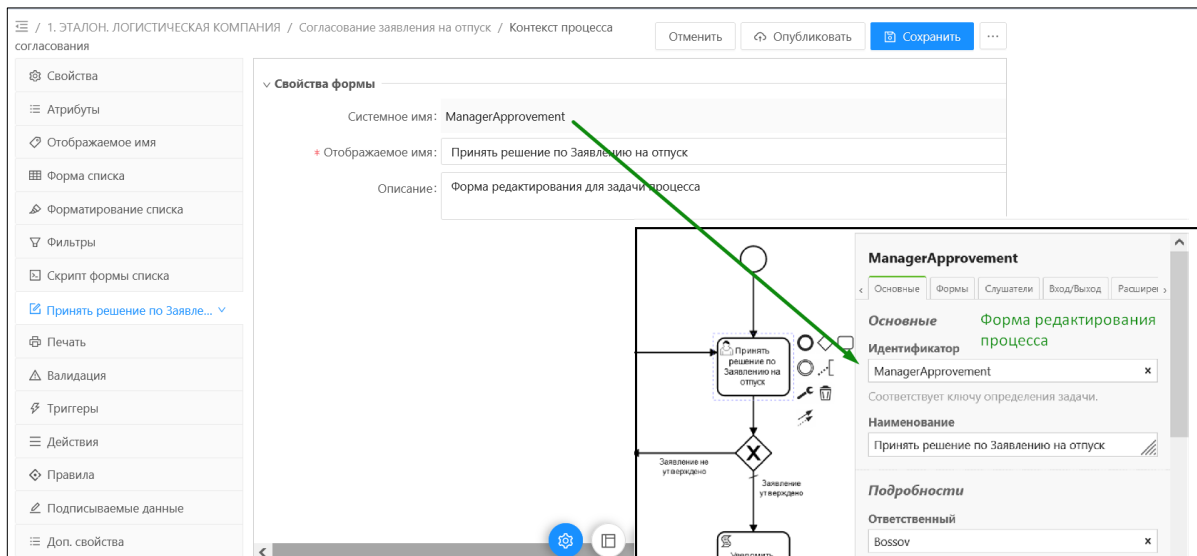 / 1. ЭТАЛОН. ЛОГИСТИЧЕСКАЯ КОМПАНИЯ / Согласование заявления на отпуск / Контекст процесса
согласования
Отменить
Опубликовать
Сохранить
...
Свойства
Атрибуты
Отображаемое имя
Форма списка
Форматирование списка
Фильтры
Скрипт формы списка
Принять решение по Заявле...
Печать
Валидация
Триггеры
Действия
Правила
Подписываемые данные
Доп. свойства
Свойства формы
Системное имя: ManagerApprovement
* Отображаемое имя: Принять решение по Заявлению на отпуск
Описание: Форма редактирования для задачи процесса
Принять
решение по
Заявлению на
отпуск
Заявление не
утверждено
Заявление
утверждено
Уведомить
ManagerApprovement
Основные Формы Слушатели Вход/Выход Расширен
Основные
Форма редактирования
процесса
Идентификатор
ManagerApprovement
Соответствует ключу определения задачи.
Наименование
Принять решение по Заявлению на отпуск
Подробности
Ответственный
Bossov